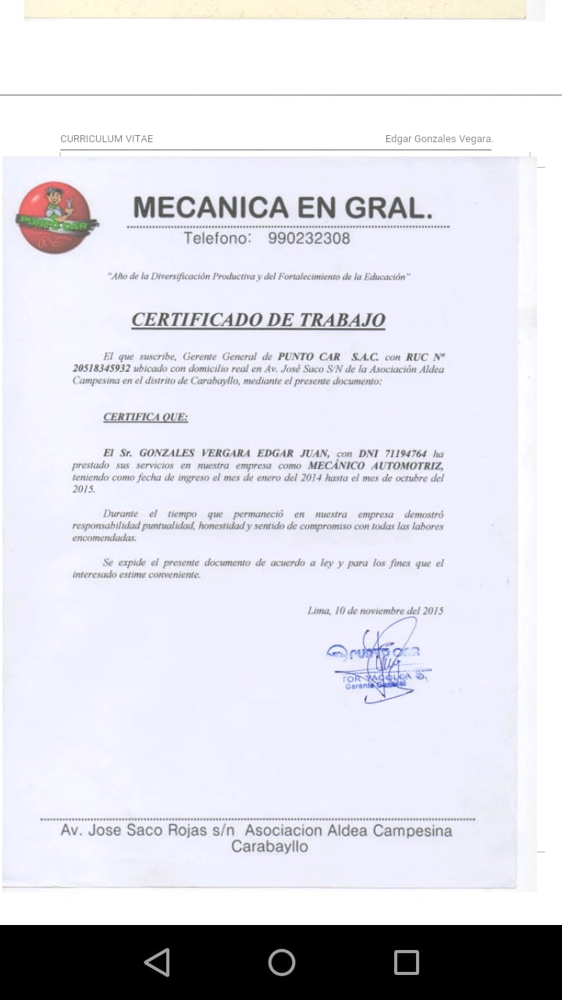 CURRICULUM VITAE Edgar Gonzales Vegara.
PUNTO CAR
MECANICA EN GRAL.
Telefono: 990232308
"Año de la Diversificación Productiva y del Fortalecimiento de la Educación"
CERTIFICADO DE TRABAJO
El que suscribe, Gerente General de PUNTO CAR S.A.C. con RUC Nº
20518345932 ubicado con domicilio real en Av. José Saco S/N de la Asociación Aldea
Campesina en el distrito de Carabayllo, mediante el presente documento:
CERTIFICA QUE:
El Sr. GONZALES VERGARA EDGAR JUAN, con DNI 71194764 ha
prestado sus servicios en nuestra empresa como MECÁNICO AUTOMOTRIZ,
teniendo como fecha de ingreso el mes de enero del 2014 hasta el mes de octubre del
2015.
Durante el tiempo que permaneció en nuestra empresa demostró
responsabilidad puntualidad, honestidad y sentido de compromiso con todas las labores
encomendadas.
Se expide el presente documento de acuerdo a ley y para los fines que el
interesado estime conveniente.
Lima, 10 de noviembre del 2015
PUNTO CAR
Gerente General
Av. Jose Saco Rojas s/n Asociacion Aldea Campesina
Carabayllo